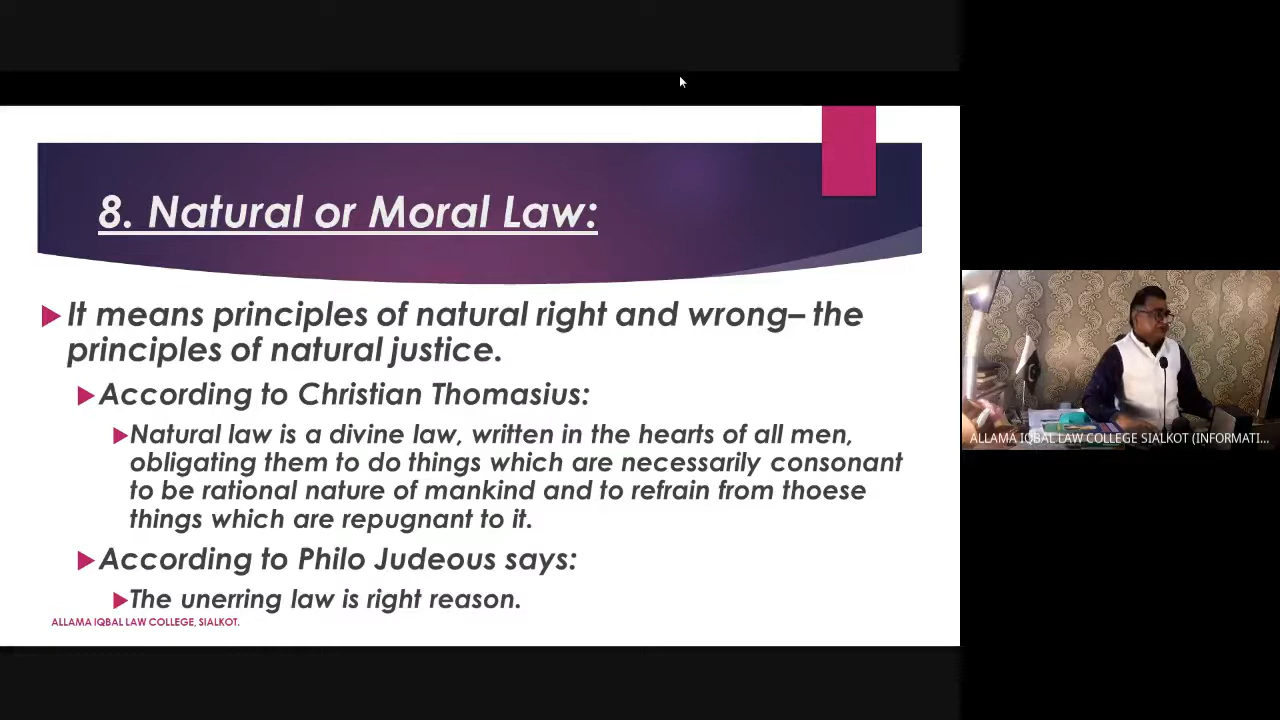 8. Natural or Moral Law:
It means principles of natural right and wrong– the
principles of natural justice.
According to Christian Thomasius:
Natural law is a divine law, written in the hearts of all men,
obligating them to do things which are necessarily consonant
to be rational nature of mankind and to refrain from thoese
things which are repugnant to it.
According to Philo Judeous says:
The unerring law is right reason.
ALLAMA IQBAL LAW COLLEGE, SIALKOT.
ALLAMA IQBAL LAW COLLEGE SIALKOT (INFORMATI...